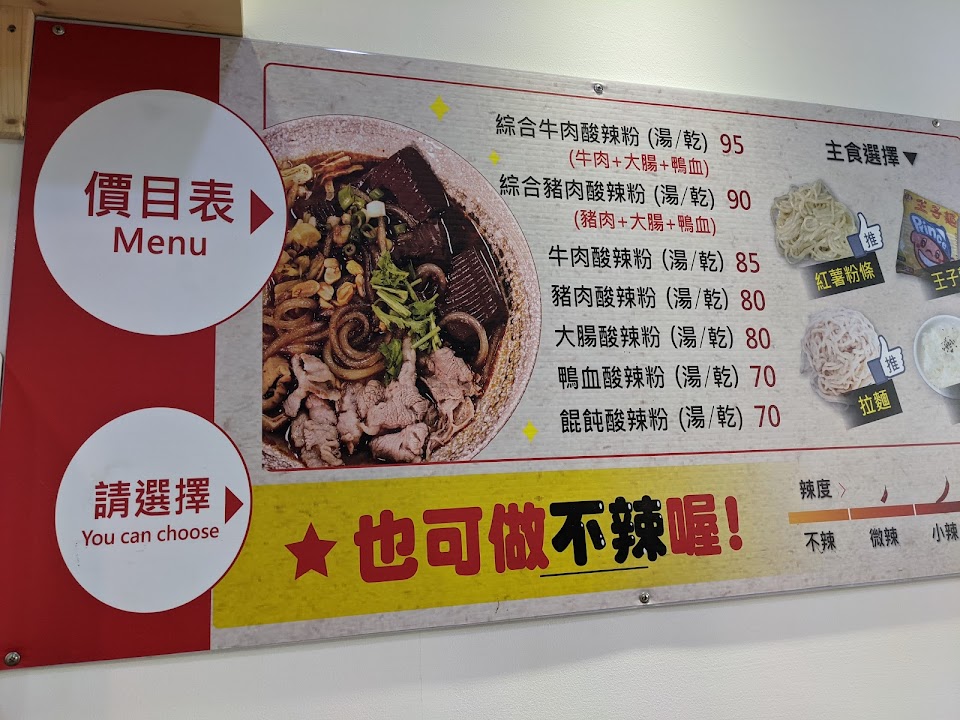 價目表
Menu
綜合牛肉酸辣粉 (湯/乾) 95
(牛肉+大腸+鴨血)
綜合豬肉酸辣粉 (湯/乾) 90
(豬肉+大腸+鴨血)
牛肉酸辣粉 (湯/乾) 85
豬肉酸辣粉 (湯/乾) 80
大腸酸辣粉 (湯/乾) 80
鴨血酸辣粉 (湯/乾) 70
餛飩酸辣粉 (湯/乾) 70
主食選擇▼
推
紅薯粉條
王子
推
拉麵
請選擇
You can choose
★也可做不辣喔!
辣度
不辣
微辣
小辣